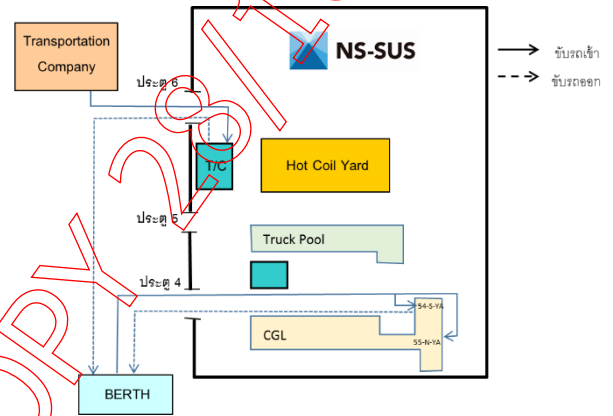 Transportation
Company
NS-SUS
ขับรถเข้า
ขับรถออก
ประตู 6
T/C
Hot Coil Yard
ประตู 5
Truck Pool
ประตู 4
54-S-YA
CGL
55-N-YA
BERTH